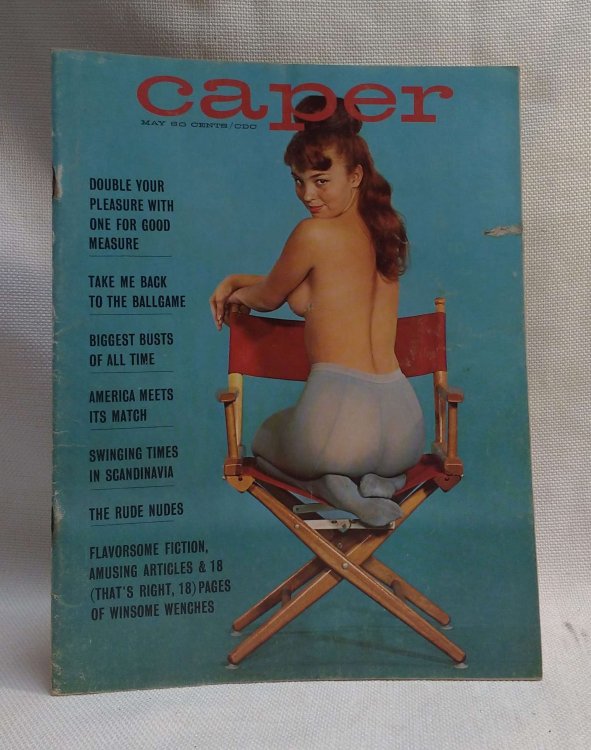 caper
MAY 50 CENTS/CDC
DOUBLE YOUR
PLEASURE WITH
ONE FOR GOOD
MEASURE
TAKE ME BACK
TO THE BALLGAME
BIGGEST BUSTS
OF ALL TIME
AMERICA MEETS
ITS MATCH
SWINGING TIMES
IN SCANDINAVIA
THE RUDE NUDES
FLAVORSOME FICTION,
AMUSING ARTICLES & 18
(THAT'S RIGHT, 18) PAGES
OF WINSOME WENCHES